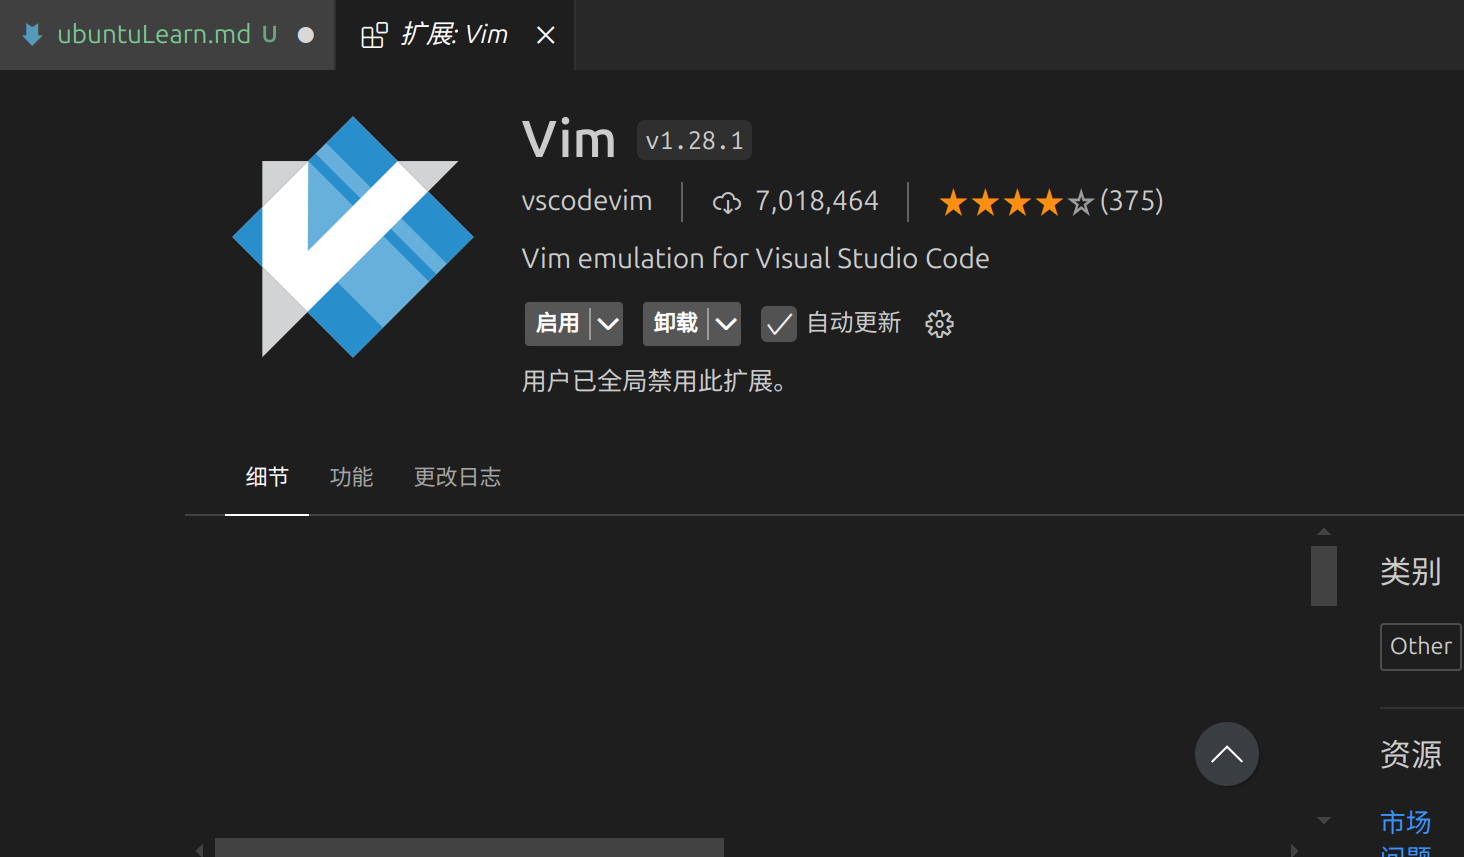 ubuntuLearn.md U
扩展: Vim
Vim v1.28.1
vscodevim 7,018,464 (375)
Vim emulation for Visual Studio Code
启用 卸载 自动更新
用户已全局禁用此扩展。
细节 功能 更改日志
类别
Other
资源
市场
问题